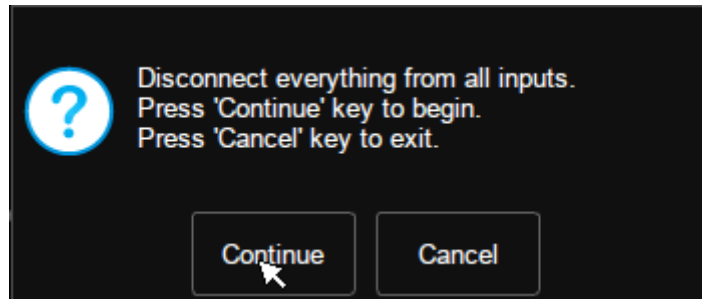 Disconnect everything from all inputs.
Press 'Continue' key to begin.
Press 'Cancel' key to exit.
Continue
Cancel